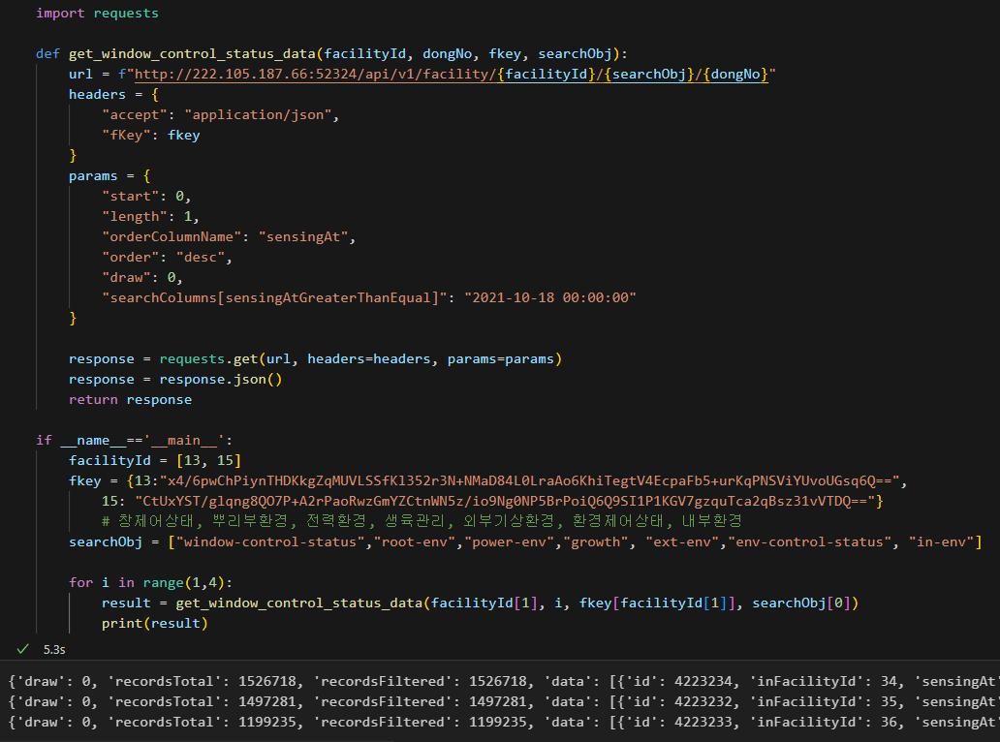 import requests
def get_window_control_status_data(facilityId, dongNo, fkey, searchObj):
url = f"http://222.105.187.66:52324/api/v1/facility/{facilityId}/{searchObj}/{dongNo}"
headers = {
"accept": "application/json",
"fKey": fkey
}
params = {
"start": 0,
"length": 1,
"orderColumnName": "sensingAt",
"order": "desc",
"draw": 0,
"searchColumns[sensingAtGreaterThanEqual]": "2021-10-18 00:00:00"
}
response = requests.get(url, headers=headers, params=params)
response = response.json()
return response
if __name__=='__main__':
facilityId = [13, 15]
fkey = {13:"x4/6pwChPiynTHDKkgZqMUVLSSfKl352r3N+NMaD84L0LraAo6KhiTegtV4EcpaFb5+urKqPNSViYUvoUGsq6Q==",
15: "CtUxYST/glqng8QO7P+A2rPaoRwzGmYZCtnWN5z/io9Ng0NP5BrPoiQ6Q9SI1P1KGV7gzquTca2qBsz31vVTDQ=="}
# 창제어상태, 뿌리부환경, 전력환경, 생육관리, 외부기상환경, 환경제어상태, 내부환경
searchObj = ["window-control-status","root-env","power-env","growth", "ext-env","env-control-status", "in-env"]
for i in range(1,4):
result = get_window_control_status_data(facilityId[1], i, fkey[facilityId[1]], searchObj[0])
print(result)
5.3s
{'draw': 0, 'recordsTotal': 1526718, 'recordsFiltered': 1526718, 'data': [{'id': 4223234, 'inFacilityId': 34, 'sensingAt'
{'draw': 0, 'recordsTotal': 1497281, 'recordsFiltered': 1497281, 'data': [{'id': 4223232, 'inFacilityId': 35, 'sensingAt'
{'draw': 0, 'recordsTotal': 1199235, 'recordsFiltered': 1199235, 'data': [{'id': 4223233, 'inFacilityId': 36, 'sensingAt'